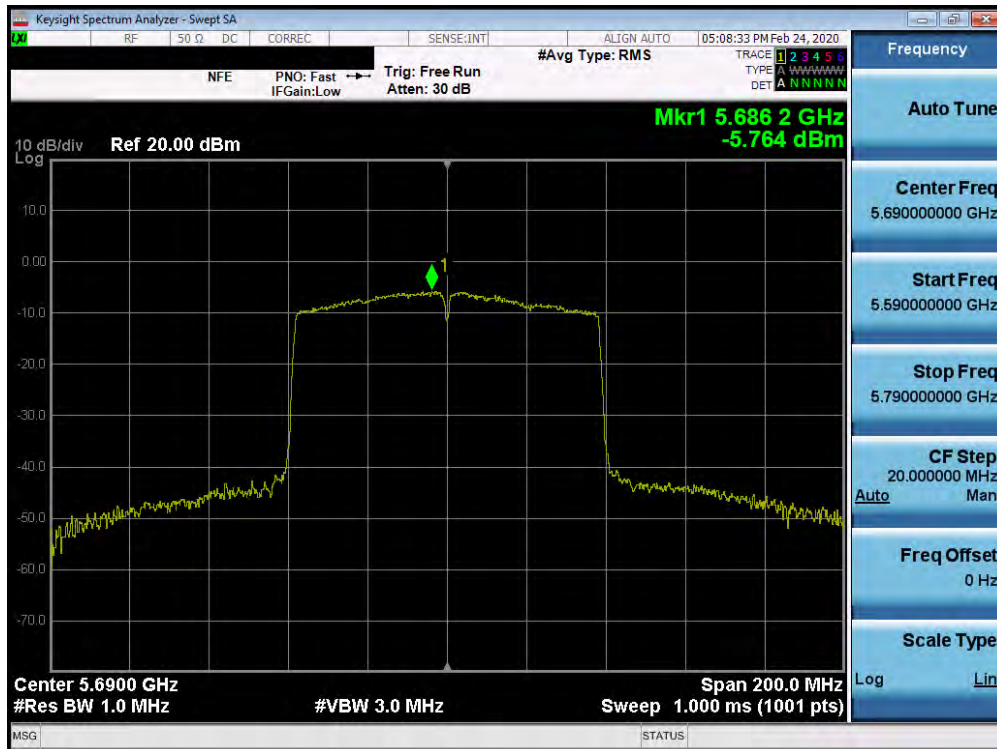 Keysight Spectrum Analyzer - Swept SA
LXI RF 50 Ω DC CORREC SENSE:INT ALIGN AUTO 05:08:33 PM Feb 24, 2020
#Avg Type: RMS TRACE 1 2 3 4 5 6
NFE PNO: Fast Trig: Free Run TYPE A WWWWW
IFGain:Low Atten: 30 dB DET A N N N N N
Mkr1 5.686 2 GHz
-5.764 dBm
10 dB/div Ref 20.00 dBm
Log
10.0
0.00
1
-10.0
-20.0
-30.0
-40.0
-50.0
-60.0
-70.0
Center 5.6900 GHz Span 200.0 MHz
#Res BW 1.0 MHz #VBW 3.0 MHz Sweep 1.000 ms (1001 pts)
MSG STATUS
Frequency
Auto Tune
Center Freq
5.690000000 GHz
Start Freq
5.590000000 GHz
Stop Freq
5.790000000 GHz
CF Step
20.000000 MHz
Auto Man
Freq Offset
0 Hz
Scale Type
Log Lin